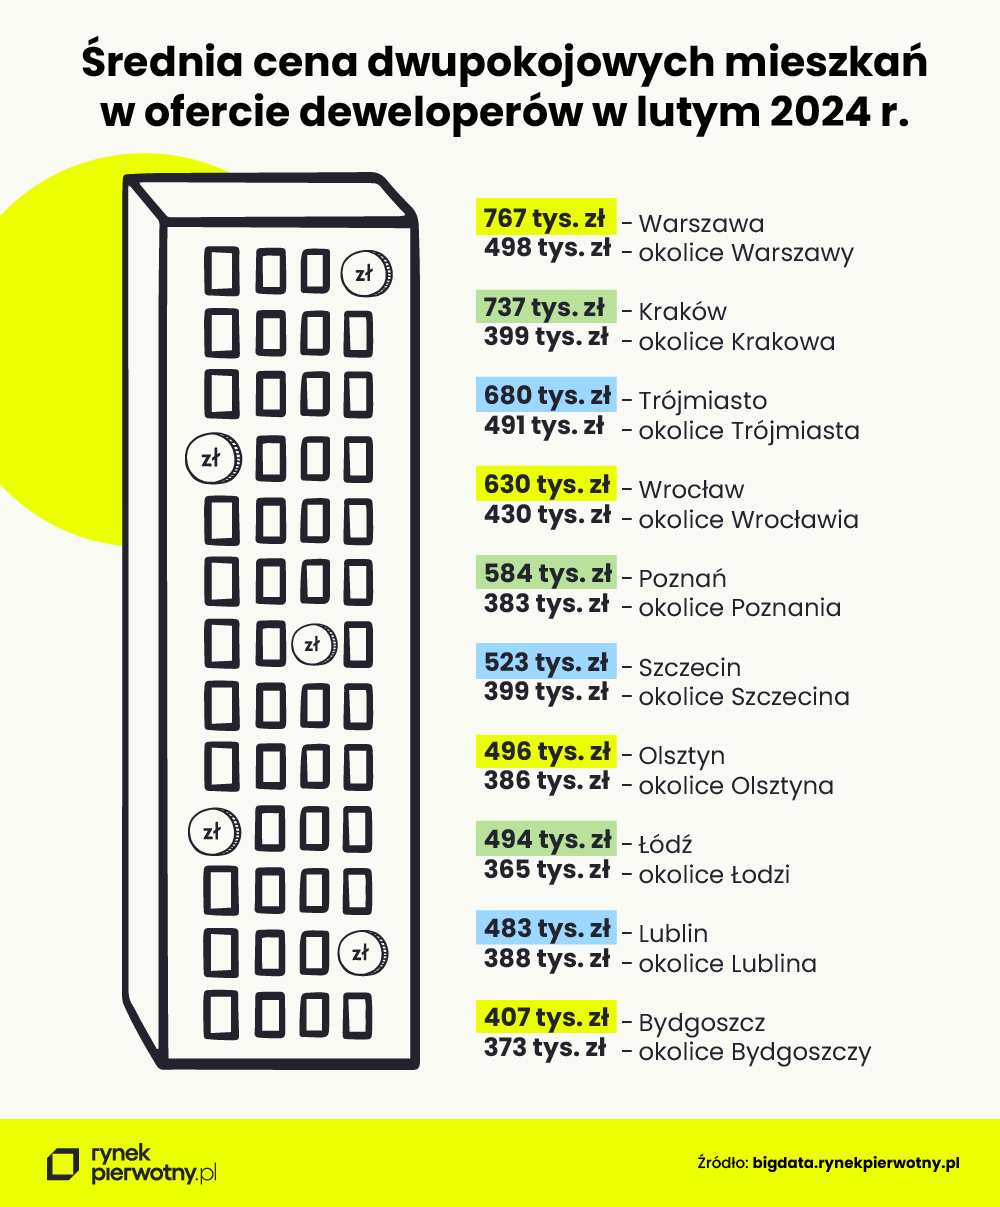 Średnia cena dwupokojowych mieszkań
w ofercie deweloperów w lutym 2024 r.
767 tys. zł - Warszawa
498 tys. zł - okolice Warszawy
737 tys. zł - Kraków
399 tys. zł - okolice Krakowa
680 tys. zł - Trójmiasto
491 tys. zł - okolice Trójmiasta
630 tys. zł - Wrocław
430 tys. zł - okolice Wrocławia
584 tys. zł - Poznań
383 tys. zł - okolice Poznania
523 tys. zł - Szczecin
399 tys. zł - okolice Szczecina
496 tys. zł - Olsztyn
386 tys. zł - okolice Olsztyna
494 tys. zł - Łódź
365 tys. zł - okolice Łodzi
483 tys. zł - Lublin
388 tys. zł - okolice Lublina
407 tys. zł - Bydgoszcz
373 tys. zł - okolice Bydgoszczy
zł
zł
zł
zł
zł
rynek
pierwotny.pl
Źródło: bigdata.rynekpierwotny.pl